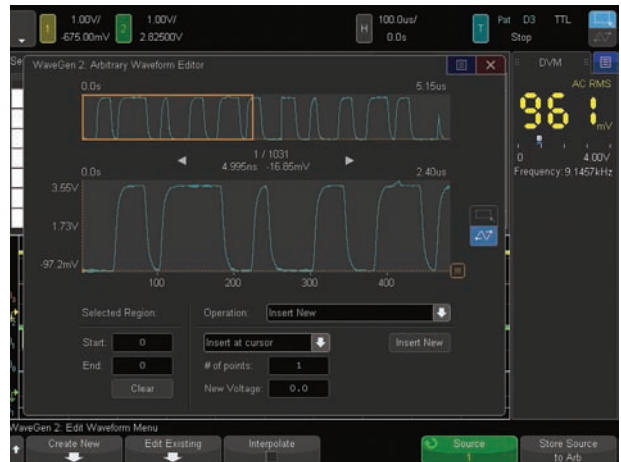 1 1.00V/ -675.00mV 2 1.00V/ 2.82500V H 100.0us/ 0.0s T Pat D3 TTL Stop
WaveGen 2: Arbitrary Waveform Editor
0.0s 5.15us
1 / 1031
4.995ns -16.85mV
0.0s 2.40us
3.55V
1.73V
-97.2mV
100 200 300 400
Selected Region:
Start: 0
End: 0
Clear
Operation: Insert New
Insert at cursor Insert New
# of points: 1
New Voltage: 0.0
DVM
AC RMS
961 mV
0 4.00V
Frequency: 9.1457kHz
WaveGen 2: Edit Waveform Menu
Create New
Edit Existing
Interpolate
Source
1
Store Source
to Arb